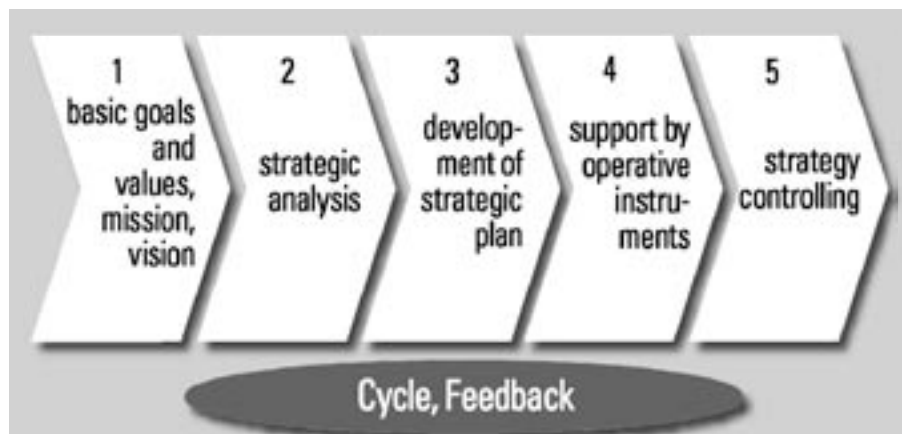 1
basic goals
and
values,
mission,
vision
2
strategic
analysis
3
develop-
ment of
strategic
plan
4
support by
operative
instru-
ments
5
strategy
controlling
Cycle, Feedback